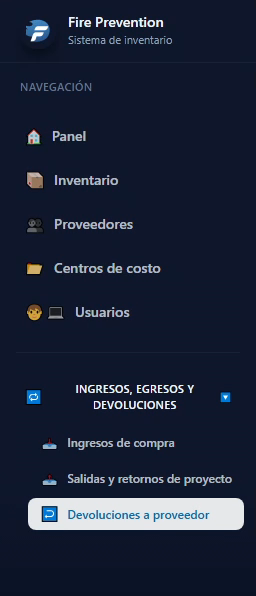 Fire Prevention
Sistema de inventario
NAVEGACIÓN
Panel
Inventario
Proveedores
Centros de costo
Usuarios
INGRESOS, EGRESOS Y
DEVOLUCIONES
Ingresos de compra
Salidas y retornos de proyecto
Devoluciones a proveedor